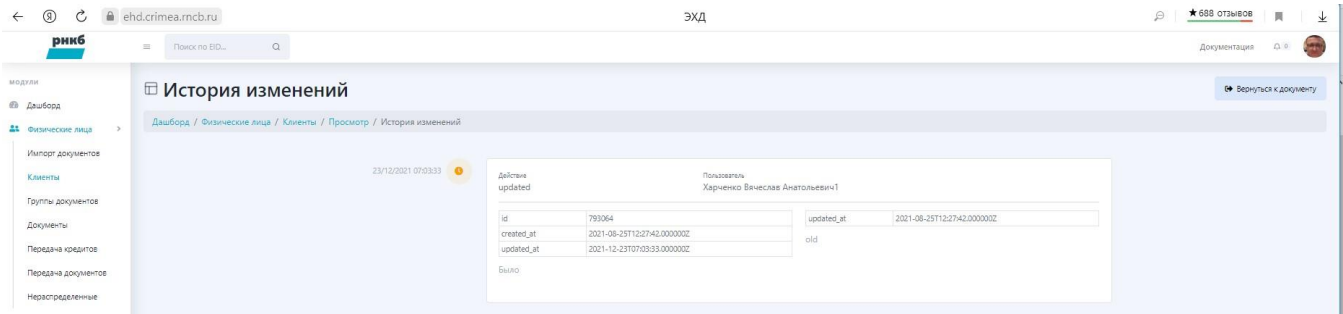 ehd.crimea.rncb.ru
ЭХД
★688 отзывов
рнкб
Поиск по EID...
Документация
0
МОДУЛИ
Дашборд
Физические лица
Импорт документов
Клиенты
Группы документов
Документы
Передача кредитов
Передача документов
Нераспределенные
История изменений
Вернуться к документу
Дашборд / Физические лица / Клиенты / Просмотр / История изменений
23/12/2021 07:03:33
Действие
updated
Пользователь
Харченко Вячеслав Анатольевич1
id 793064
created_at 2021-08-25T12:27:42.000000Z
updated_at 2021-12-23T07:03:33.000000Z
Было
updated_at 2021-08-25T12:27:42.000000Z
old